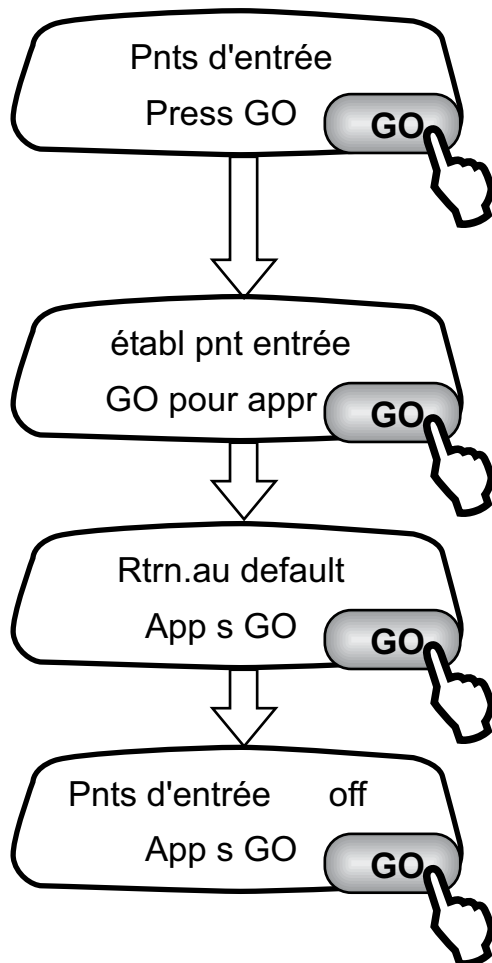 Pnts d'entrée
Press GO
GO
établ pnt entrée
GO pour appr
GO
Rtrn.au default
App s GO
GO
Pnts d'entrée off
App s GO
GO